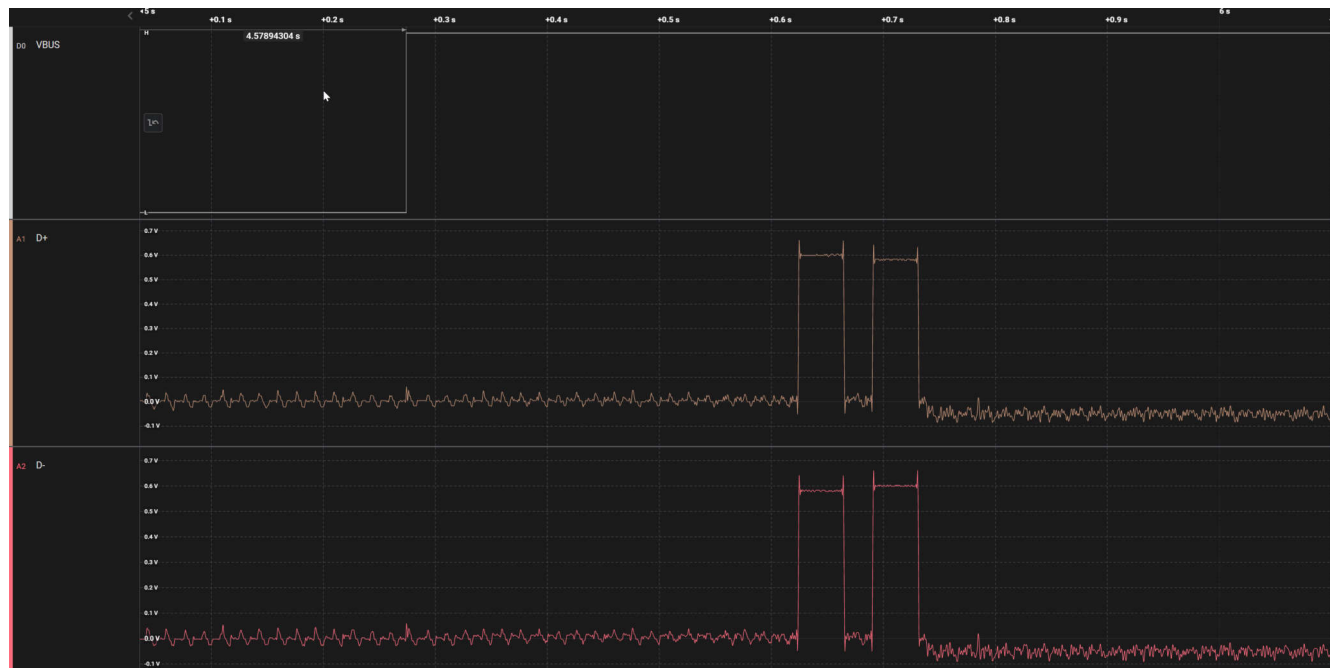 +5 s
+0.1 s +0.2 s +0.3 s +0.4 s +0.5 s +0.6 s +0.7 s +0.8 s +0.9 s 6 s
D0 VBUS
H
4.57894304 s
L
A1 D+
0.7 V
0.6 V
0.5 V
0.4 V
0.3 V
0.2 V
0.1 V
0.0 V
-0.1 V
A2 D-
0.7 V
0.6 V
0.5 V
0.4 V
0.3 V
0.2 V
0.1 V
0.0 V
-0.1 V